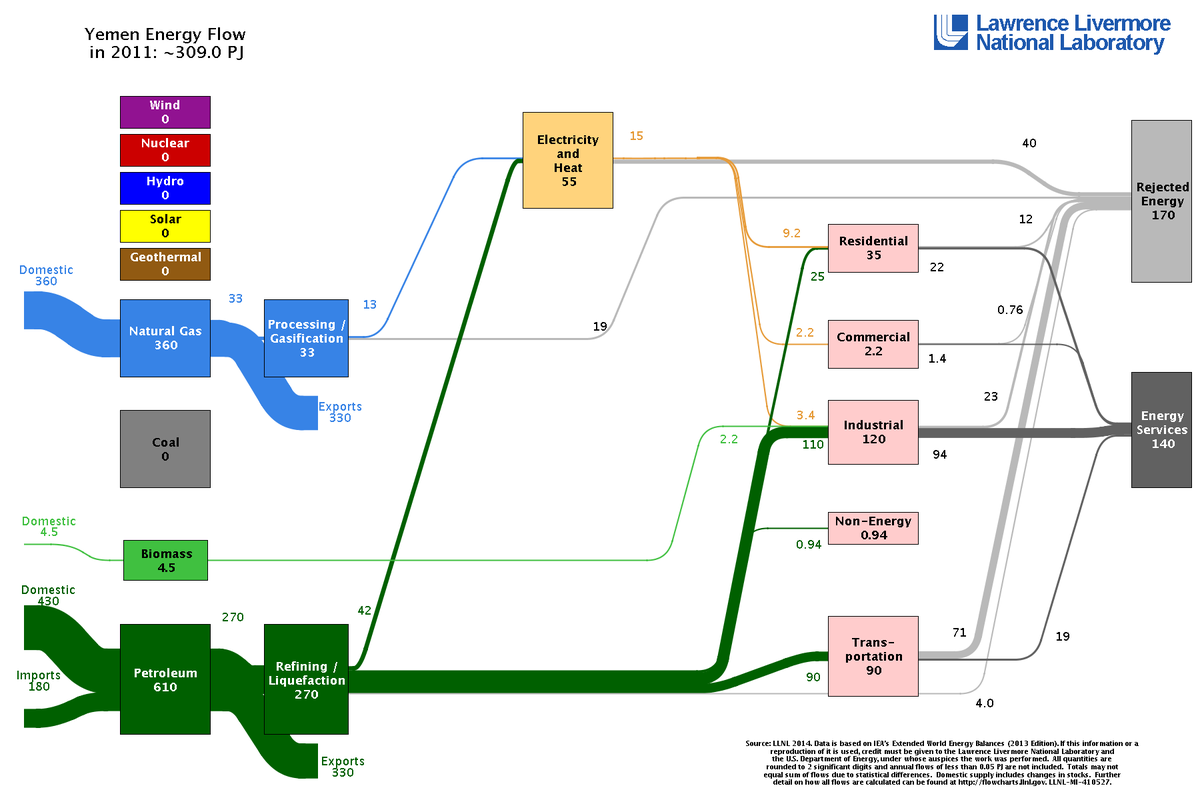 Yemen Energy Flow
in 2011: ~309.0 PJ
Lawrence Livermore
National Laboratory
Wind
0
Nuclear
0
Hydro
0
Solar
0
Geothermal
0
Domestic
360
Natural Gas
360
33
Processing /
Gasification
33
Exports
330
13
19
Coal
0
Domestic
4.5
Biomass
4.5
2.2
Domestic
430
Imports
180
Petroleum
610
270
Refining /
Liquefaction
270
Exports
330
42
Electricity
and
Heat
55
15
40
9.2
25
Residential
35
12
22
2.2
Commercial
2.2
0.76
1.4
3.4
110
Industrial
120
23
94
0.94
Non-Energy
0.94
90
Trans-
portation
90
71
19
4.0
Rejected
Energy
170
Energy
Services
140
Source: LLNL 2014. Data is based on IEA's Extended World Energy Balances (2013 Edition). If this information or a
reproduction of it is used, credit must be given to the Lawrence Livermore National Laboratory and
the U.S. Department of Energy, under whose auspices the work was performed. All quantities are
rounded to 2 significant digits and annual flows of less than 0.05 PJ are not included. Totals may not
equal sum of flows due to statistical differences. Domestic supply includes changes in stocks. Further
detail on how all flows are calculated can be found at http://flowcharts.llnl.gov. LLNL-MI-410527.